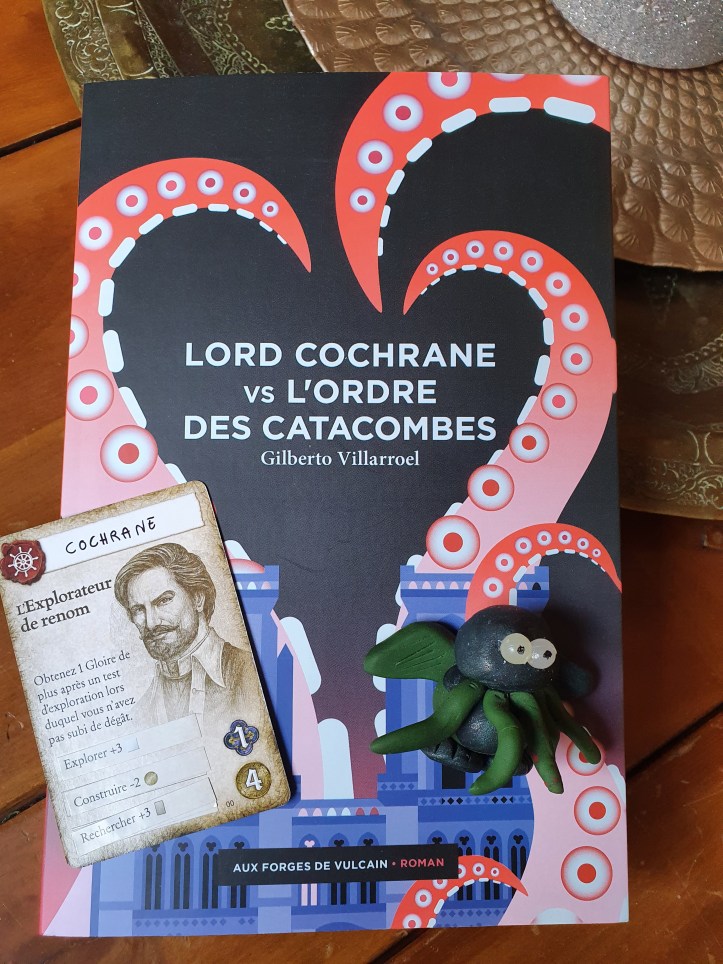 LORD COCHRANE
VS L'ORDRE
DES CATACOMBES
Gilberto Villarroel
COCHRANE
L'Explorateur
de renom
Obtenez 1 Gloire de
plus après un test
d'exploration lors
duquel vous n'avez
pas subi de dégât.
Explorer +3
1
Construire -2
4
Rechercher +3
00
AUX FORGES DE VULCAIN • ROMAN